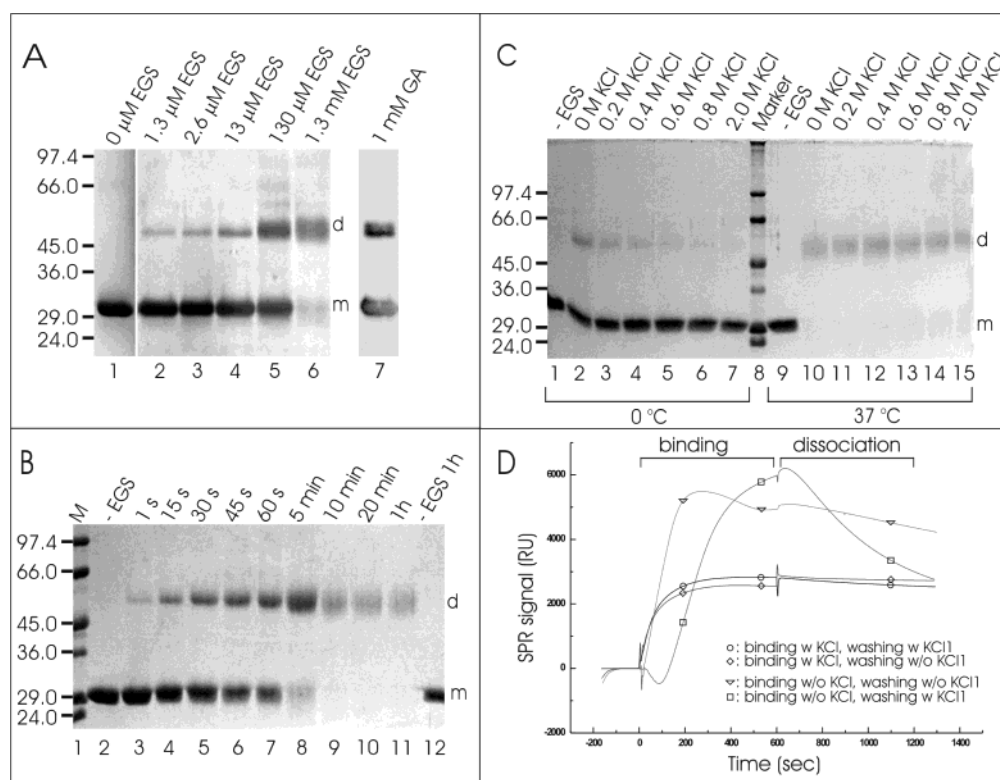 A
0 µM EGS
1.3 µM EGS
2.6 µM EGS
13 µM EGS
130 µM EGS
1.3 mM EGS
1 mM GA
97.4
66.0
45.0
36.0
29.0
24.0
d
m
1 2 3 4 5 6 7
C
- EGS
0 M KCl
0.2 M KCl
0.4 M KCl
0.6 M KCl
0.8 M KCl
2.0 M KCl
Marker
- EGS
0 M KCl
0.2 M KCl
0.4 M KCl
0.6 M KCl
0.8 M KCl
2.0 M KCl
97.4
66.0
45.0
36.0
29.0
24.0
d
m
1 2 3 4 5 6 7 8 9 10 11 12 13 14 15
0 °C
37 °C
B
M
- EGS
1 s
15 s
30 s
45 s
60 s
5 min
10 min
20 min
1h
- EGS 1h
97.4
66.0
45.0
36.0
29.0
24.0
d
m
1 2 3 4 5 6 7 8 9 10 11 12
D
binding
dissociation
SPR signal (RU)
6000
4000
2000
0
-2000
○: binding w KCl, washing w KCl1
◇: binding w KCl, washing w/o KCl1
▽: binding w/o KCl, washing w/o KCl1
□: binding w/o KCl, washing w KCl1
-200 0 200 400 600 800 1000 1200 1400
Time (sec)